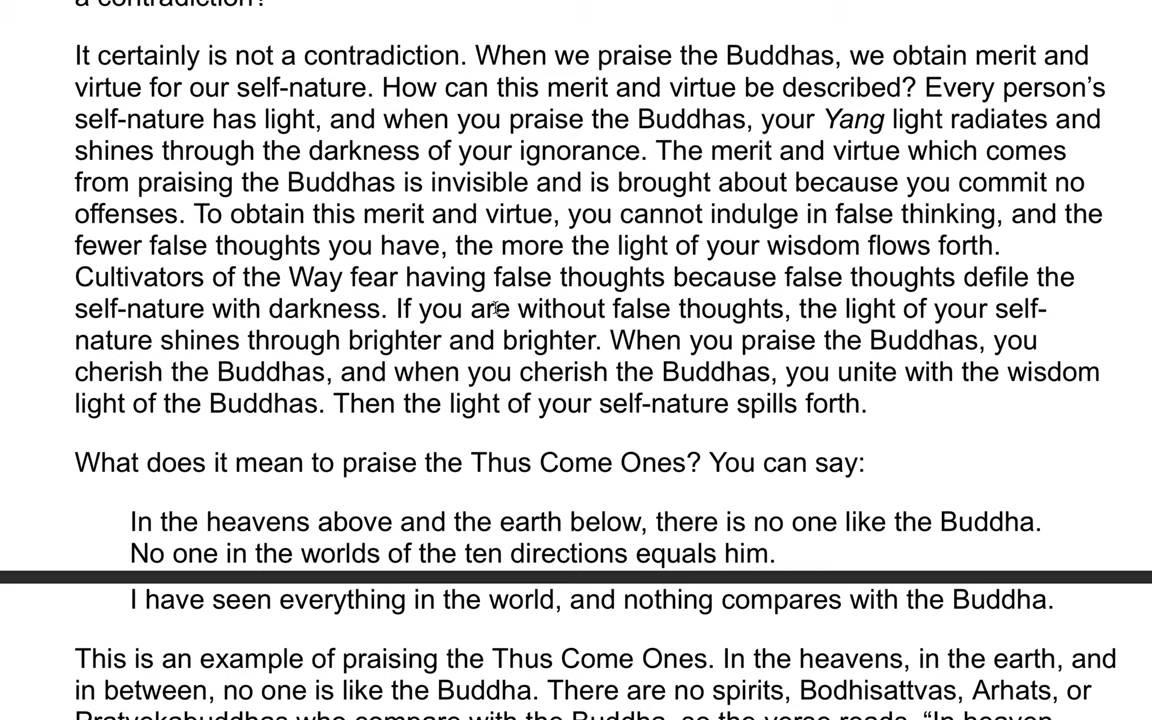 a contradiction?
It certainly is not a contradiction. When we praise the Buddhas, we obtain merit and
virtue for our self-nature. How can this merit and virtue be described? Every person’s
self-nature has light, and when you praise the Buddhas, your Yang light radiates and
shines through the darkness of your ignorance. The merit and virtue which comes
from praising the Buddhas is invisible and is brought about because you commit no
offenses. To obtain this merit and virtue, you cannot indulge in false thinking, and the
fewer false thoughts you have, the more the light of your wisdom flows forth.
Cultivators of the Way fear having false thoughts because false thoughts defile the
self-nature with darkness. If you are without false thoughts, the light of your self-
nature shines through brighter and brighter. When you praise the Buddhas, you
cherish the Buddhas, and when you cherish the Buddhas, you unite with the wisdom
light of the Buddhas. Then the light of your self-nature spills forth.
What does it mean to praise the Thus Come Ones? You can say:
In the heavens above and the earth below, there is no one like the Buddha.
No one in the worlds of the ten directions equals him.
I have seen everything in the world, and nothing compares with the Buddha.
This is an example of praising the Thus Come Ones. In the heavens, in the earth, and
in between, no one is like the Buddha. There are no spirits, Bodhisattvas, Arhats, or
Pratyekabuddhas who compare with the Buddha, so the verse reads, “In heaven